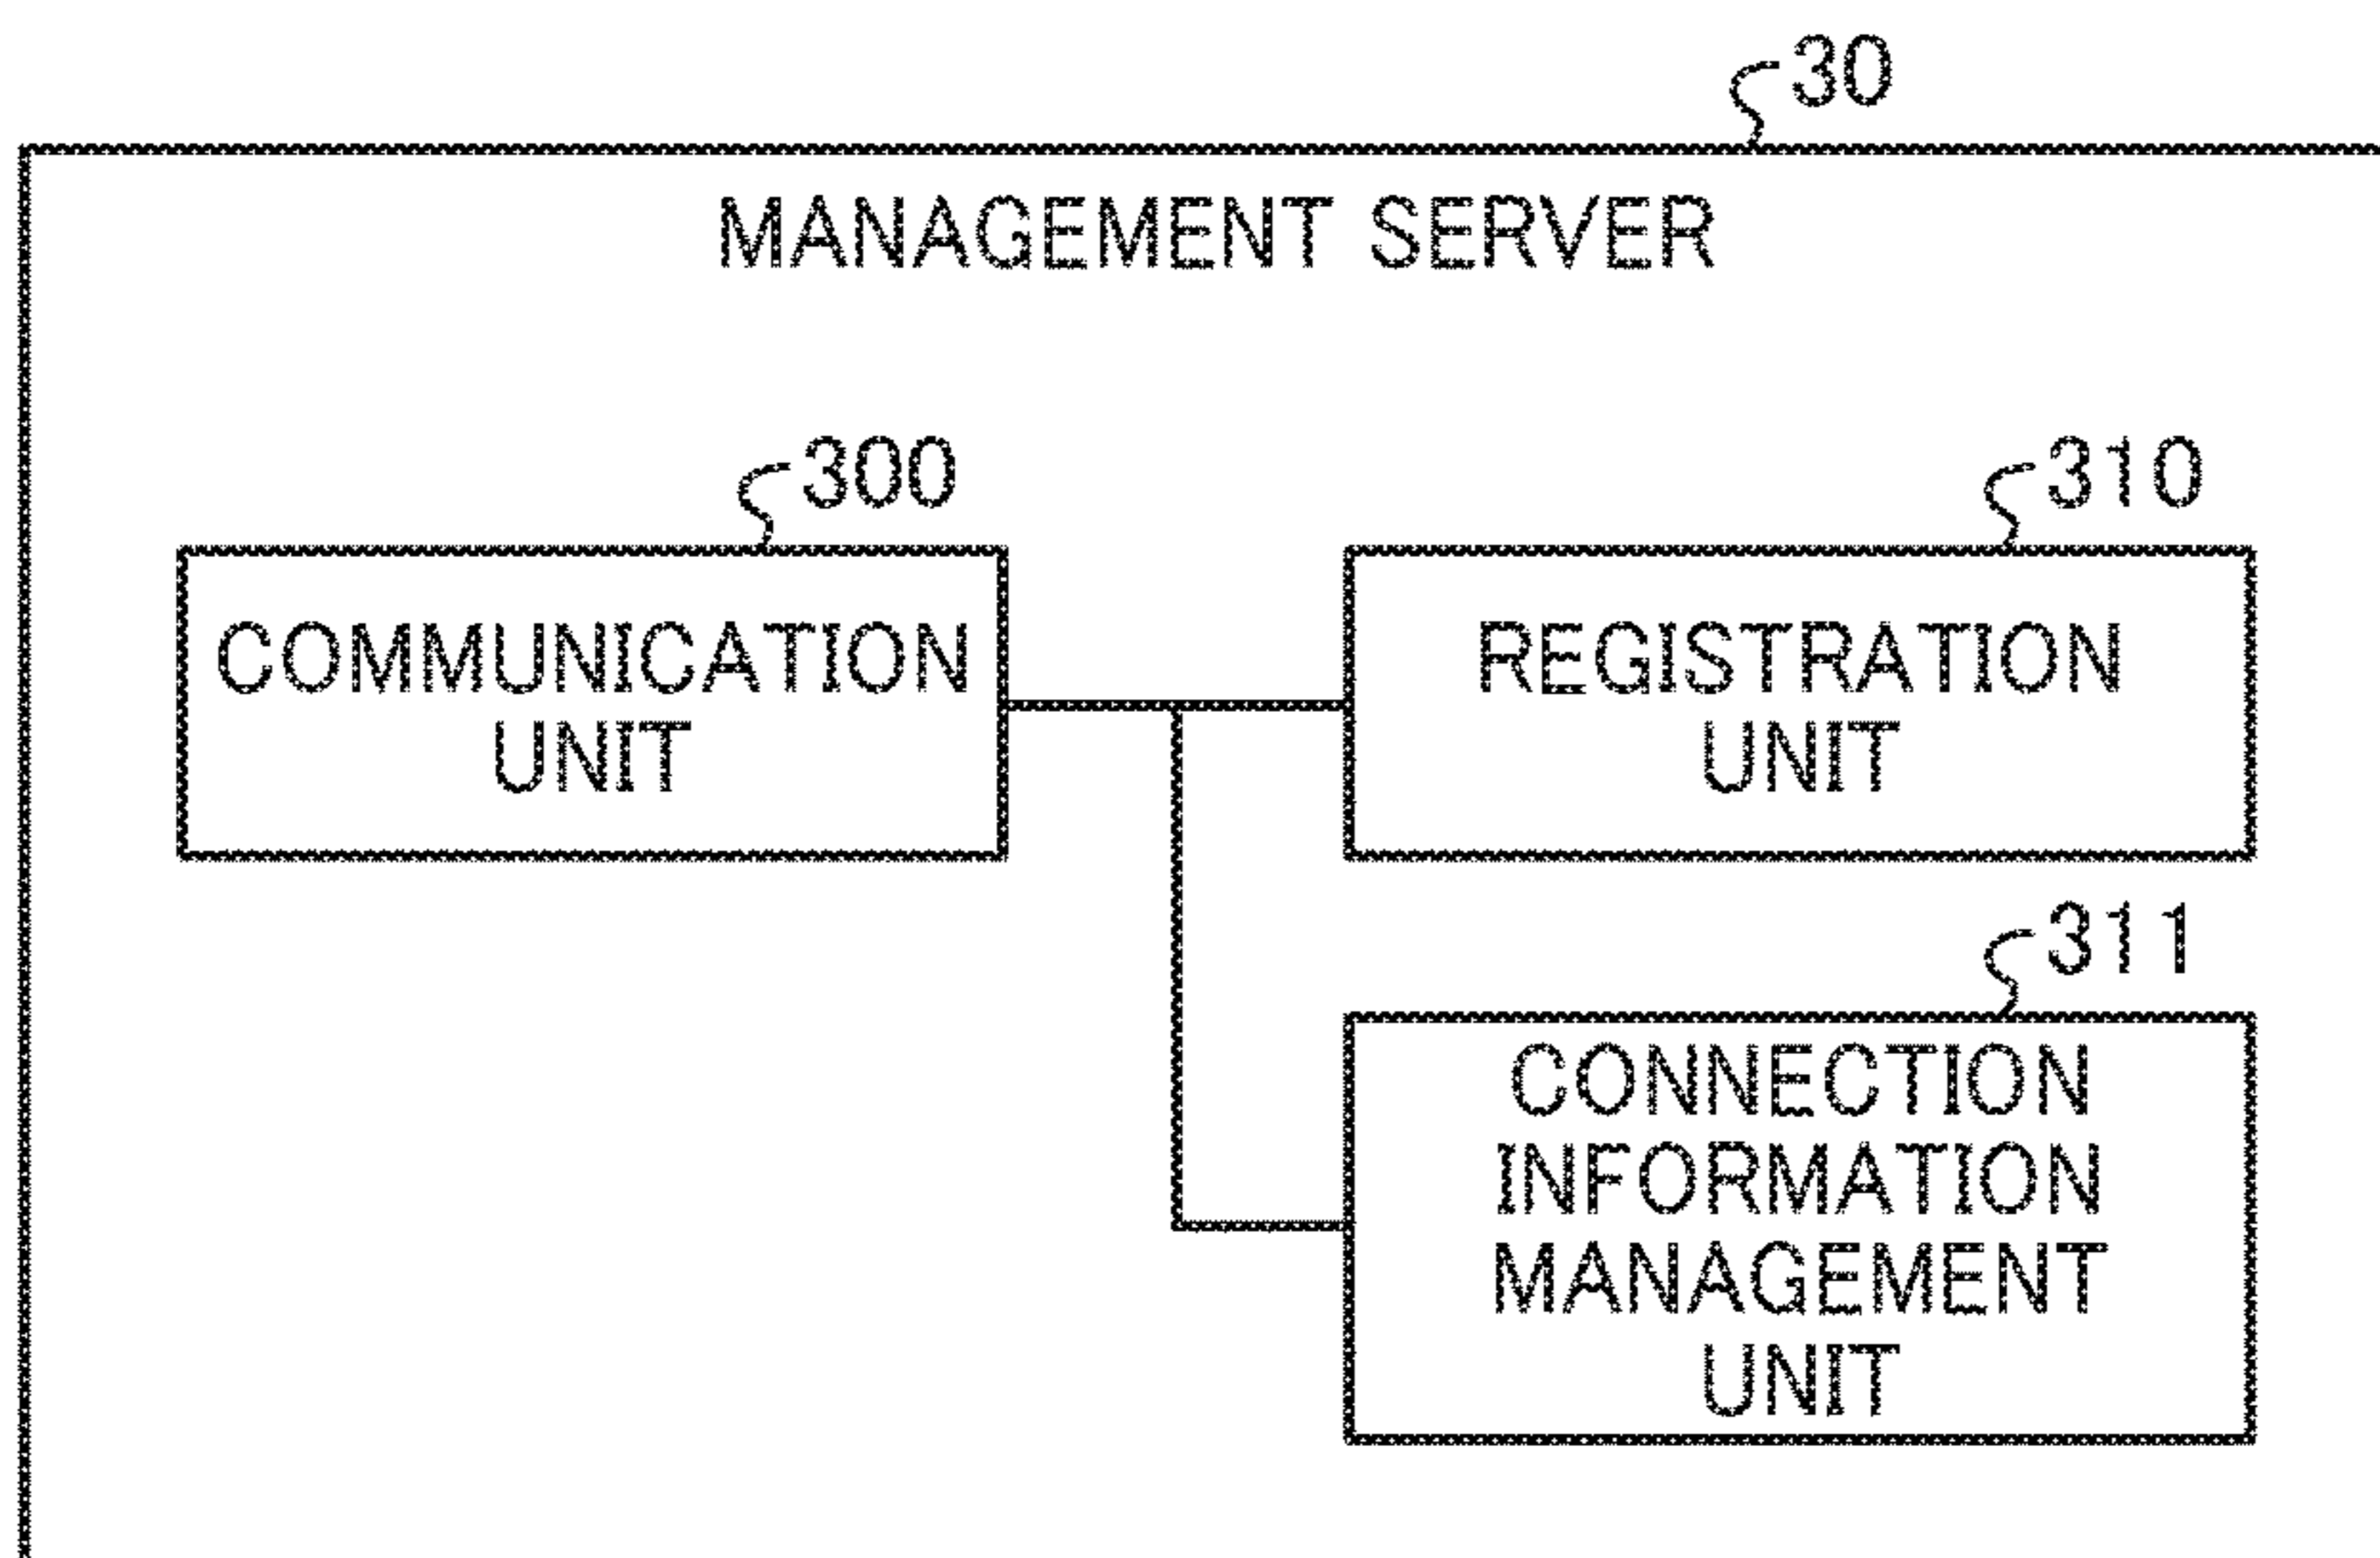 30
MANAGEMENT SERVER
300
310
COMMUNICATION
UNIT
REGISTRATION
UNIT
311
CONNECTION
INFORMATION
MANAGEMENT
UNIT